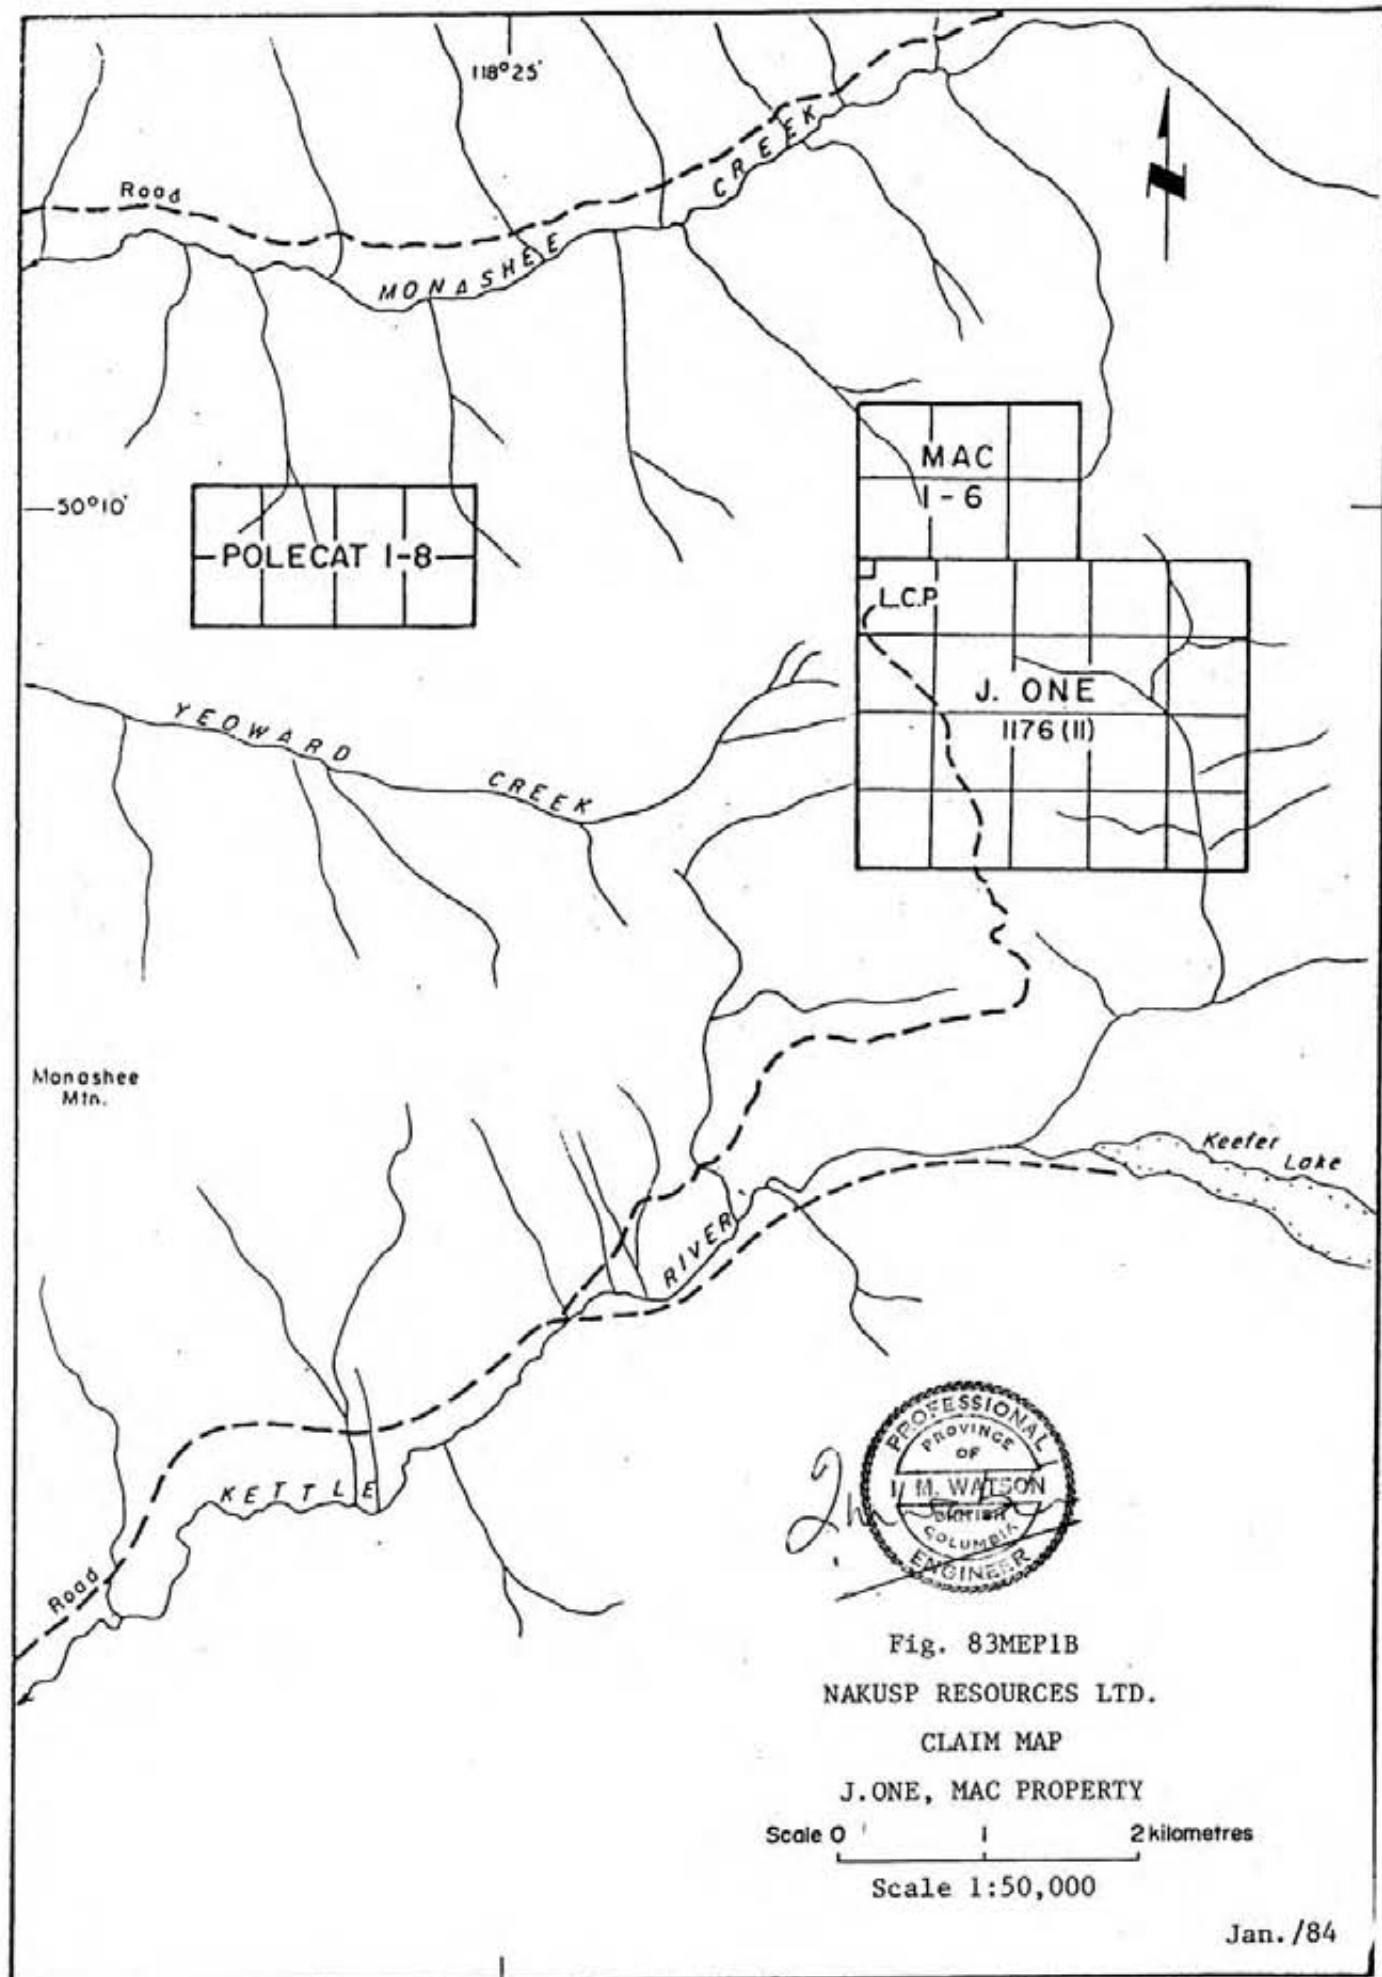 118°25'
Road
MONASHEE CREEK
N
MAC
1-6
50°10'
POLECAT 1-8
L.C.P.
J. ONE
1176 (11)
YEOWARD CREEK
Monashee
Mtn.
Keefer
Lake
KETTLE RIVER
Road
PROFESSIONAL
PROVINCE
OF
M. WATSON
BRITISH
COLUMBIA
ENGINEER
Fig. 83MEP1B
NAKUSP RESOURCES LTD.
CLAIM MAP
J.ONE, MAC PROPERTY
Scale 0 1 2 kilometres
Scale 1:50,000
Jan./84